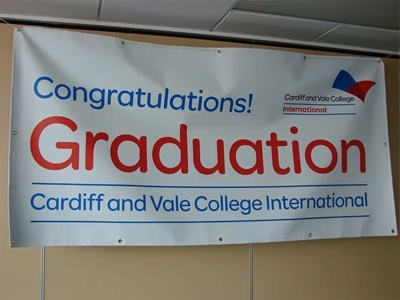 Congratulations!
Cardiff and Vale College
International
Graduation
Cardiff and Vale College International